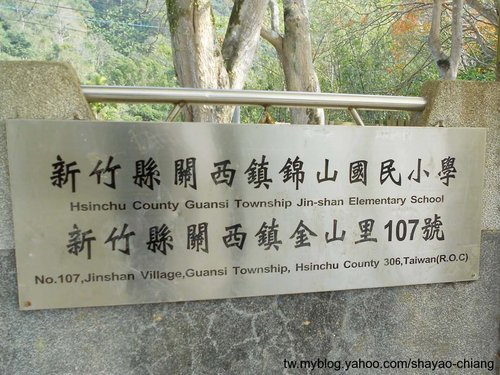 新竹縣關西鎮錦山國民小學
Hsinchu County Guansi Township Jin-shan Elementary School
新竹縣關西鎮金山里107號
No.107,Jinshan Village,Guansi Township, Hsinchu County 306,Taiwan(R.O.C)
tw.myblog.yahoo.com/shayao-chiang